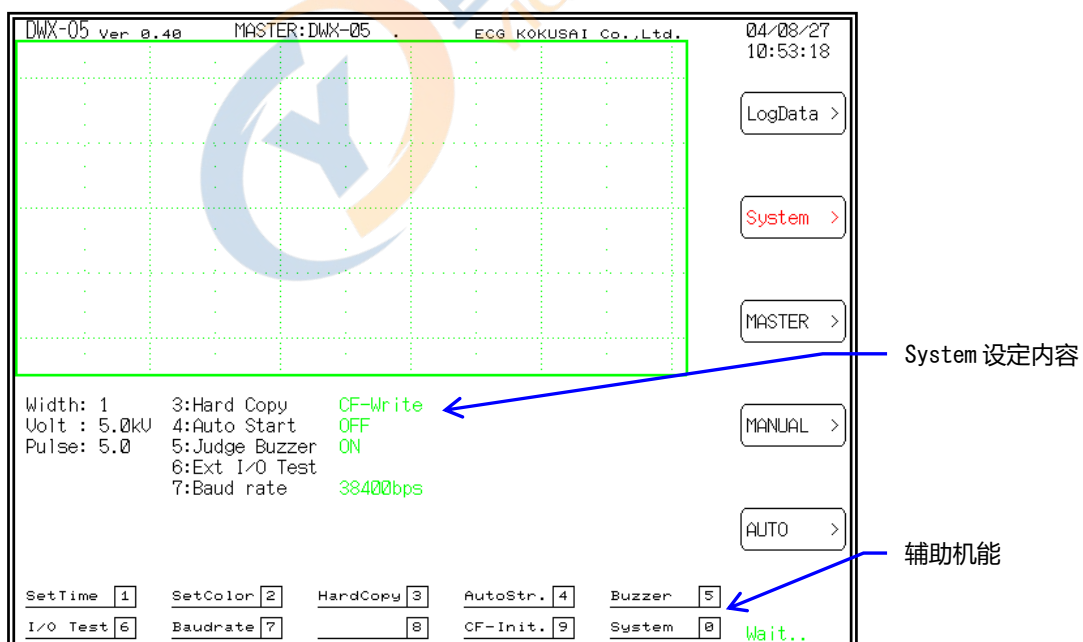 DWX-05 Ver 0.40 MASTER:DWX-05 . ECG KOKUSAI Co.,Ltd. 04/08/27
10:53:18
LogData >
System >
MASTER >
System 设定内容
Width: 1 3:Hard Copy CF-Write
Volt : 5.0kV 4:Auto Start OFF
MANUAL >
Pulse: 5.0 5:Judge Buzzer ON
6:Ext I/O Test
7:Baud rate 38400bps
AUTO >
辅助机能
SetTime 1 SetColor 2 HardCopy 3 AutoStr. 4 Buzzer 5
I/O Test 6 Baudrate 7 8 CF-Init. 9 System 0 Wait..